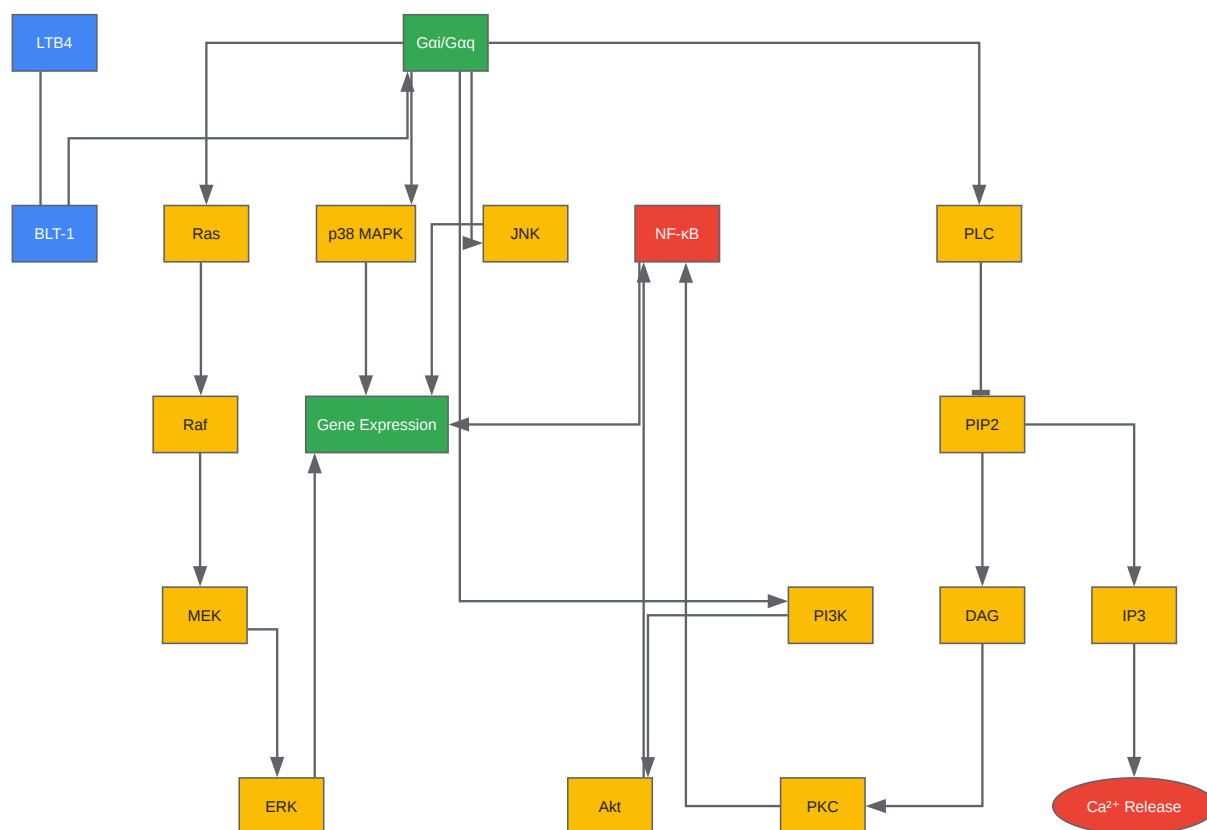 LTB4
Gαi/Gαq
BLT-1
Ras
p38 MAPK
JNK
NF-κB
PLC
Raf
Gene Expression
PIP2
MEK
PI3K
DAG
IP3
ERK
Akt
PKC
Ca²⁺ Release